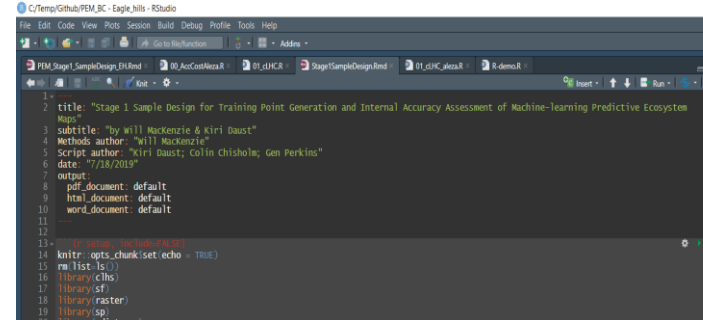 C:/Temp/Github/PEM_BC - Eagle_hills - RStudio
File Edit Code View Plots Session Build Debug Profile Tools Help
Go to file/function Addins
PEM_Stage1_SampleDesign_EH.Rmd 00_AccCostAleza.R 01_cLHC.R Stage1SampleDesign.Rmd 01_cLHC_aleza.R R-demo.R
ABC Knit Insert Run
1 ---
2 title: "Stage 1 Sample Design for Training Point Generation and Internal Accuracy Assessment of Machine-learning Predictive Ecosystem
Maps"
3 subtitle: "by Will MacKenzie & Kiri Daust"
4 Methods author: "Will MacKenzie"
5 Script author: "Kiri Daust; Colin Chisholm; Gen Perkins"
6 date: "7/18/2019"
7 output:
8 pdf_document: default
9 html_document: default
10 word_document: default
11 ---
12
13 {r setup, include=FALSE}
14 knitr::opts_chunk$set(echo = TRUE)
15 rm(list=ls())
16 library(clhs)
17 library(sf)
18 library(raster)
19 library(sp)